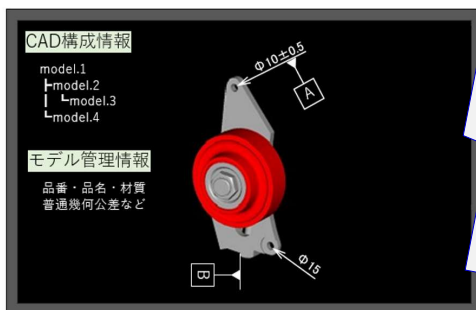 CAD構成情報
model.1
┣model.2
┃ ┗model.3
┗model.4
モデル管理情報
品番・品名・材質
普通幾何公差など
Φ10±0.5
A
Φ15
B